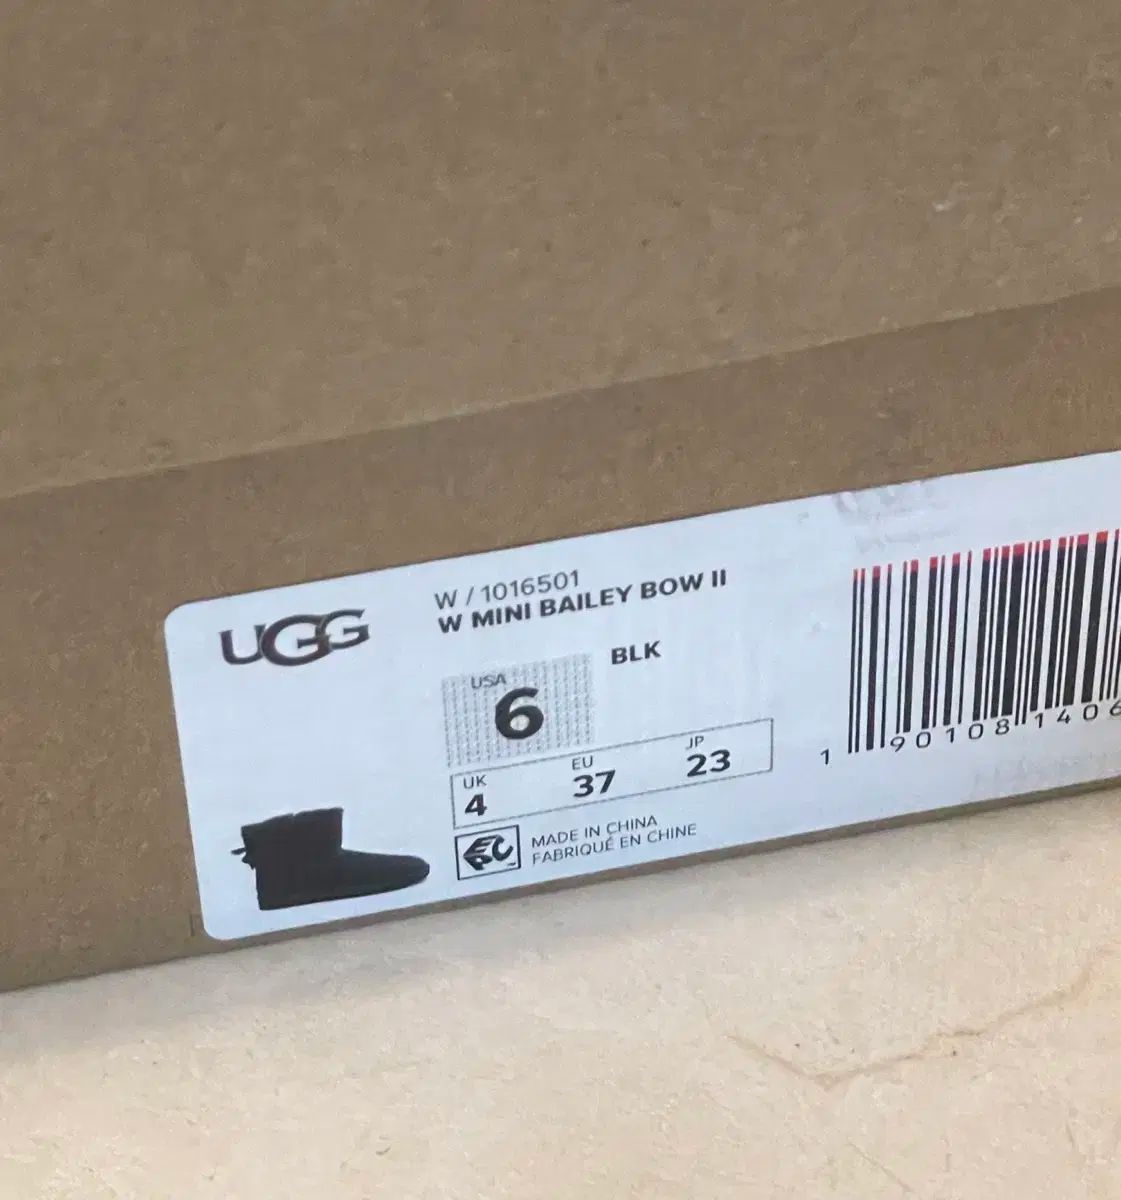 UGG
W / 1016501
W MINI BAILEY BOW II
BLK
USA
6
UK
4
EU
37
JP
23
MADE IN CHINA
FABRIQUÉ EN CHINE
1 90108 1406